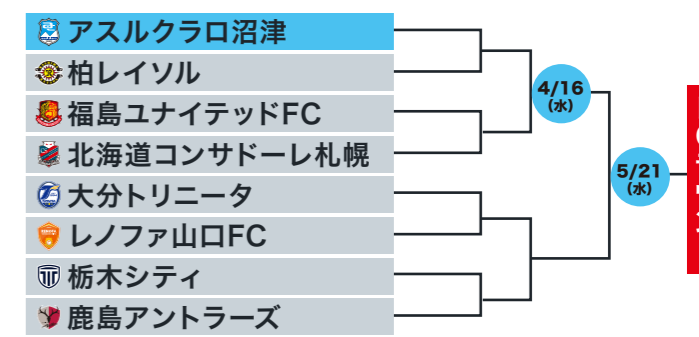 アスルクラロ沼津
柏レイソル
福島ユナイテッドFC
北海道コンサドーレ札幌
大分トリニータ
レノファ山口FC
栃木シティ
鹿島アントラーズ
4/16
(水)
5/21
(水)